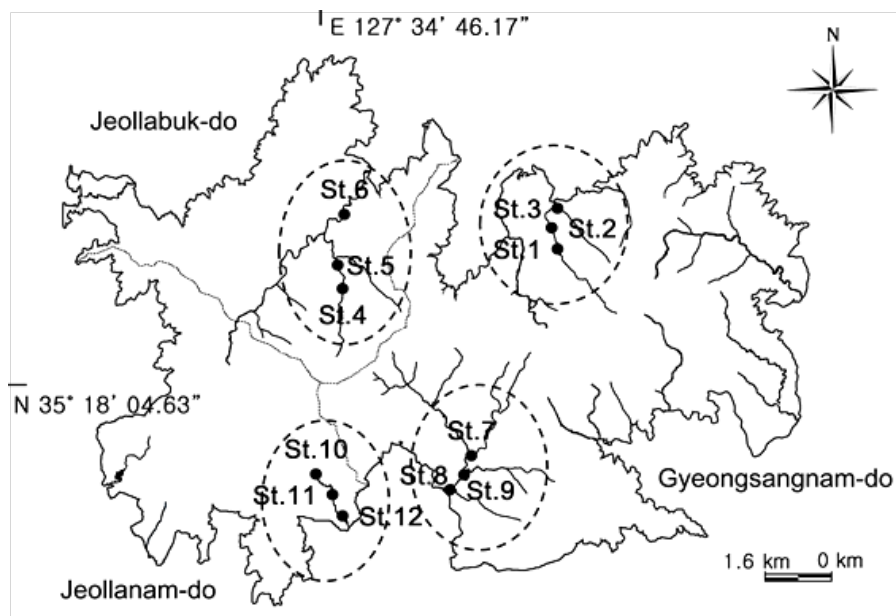 E 127° 34′ 46.17″
N
Jeollabuk-do
St.6
St.3
St.2
St.1
St.5
St.4
N 35° 18′ 04.63″
St.7
St.10
St.8
St.9
Gyeongsangnam-do
St.11
St.12
1.6 km 0 km
Jeollanam-do